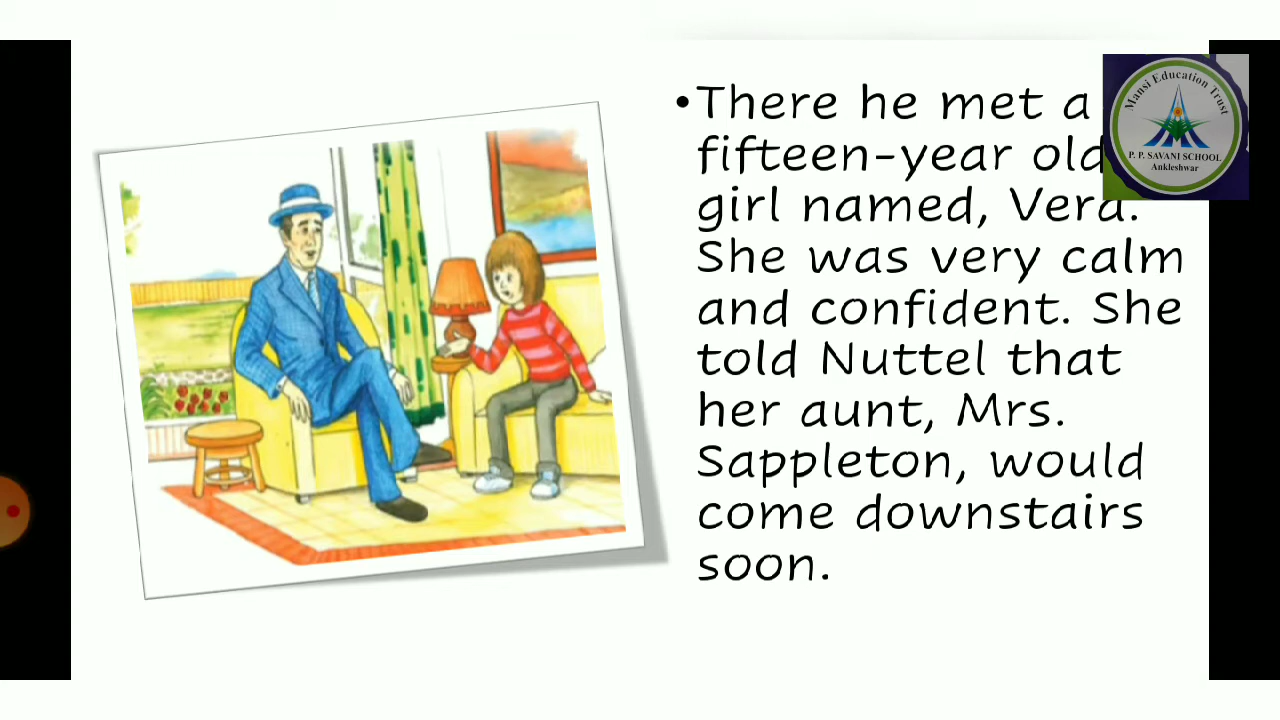 •There he met a
fifteen-year old
girl named, Vera.
She was very calm
and confident. She
told Nuttel that
her aunt, Mrs.
Sappleton, would
come downstairs
soon.
Mansi Education Trust
P. P. SAVANI SCHOOL
Ankleshwar